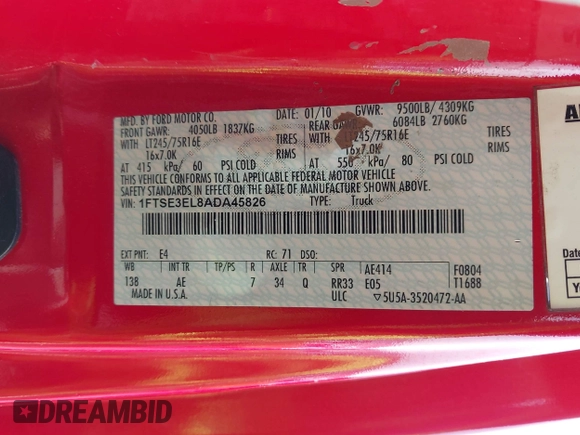 MFD. BY FORD MOTOR CO.
DATE: 01/10 GVWR: 9500LB/ 4309KG
FRONT GAWR: 4050LB 1837KG
REAR GAWR: 6084LB 2760KG
WITH LT245/75R16E TIRES
WITH LT245/75R16E TIRES
16x7.0K RIMS
16x7.0K RIMS
AT 415 kPa/ 60 PSI COLD
AT 550 kPa/ 80 PSI COLD
THIS VEHICLE CONFORMS TO ALL APPLICABLE FEDERAL MOTOR VEHICLE
SAFETY STANDARDS IN EFFECT ON THE DATE OF MANUFACTURE SHOWN ABOVE.
VIN: 1FTSE3EL8ADA45826 TYPE: Truck
EXT PNT: E4 RC: 71 DSO:
WB INT TR TP/PS R AXLE TR SPR AE414 F0804
138 AE 7 34 Q RR33 E05 T1688
MADE IN U.S.A. ULC ▽5U5A-3520472-AA
Date
DREAMBID